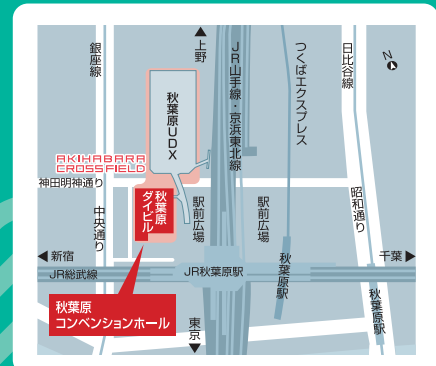 銀座線
▲
上野
JR山手線・京浜東北線
つくばエクスプレス
日比谷線
N
秋葉原UDX
AKIHABARA
CROSSFIELD
神田明神通り
中央通り
秋葉原
ダイビル
駅前広場
駅前広場
昭和通り
◀新宿
千葉▶
JR総武線
JR秋葉原駅
秋葉原駅
秋葉原駅
秋葉原
コンベンションホール
東京
▼